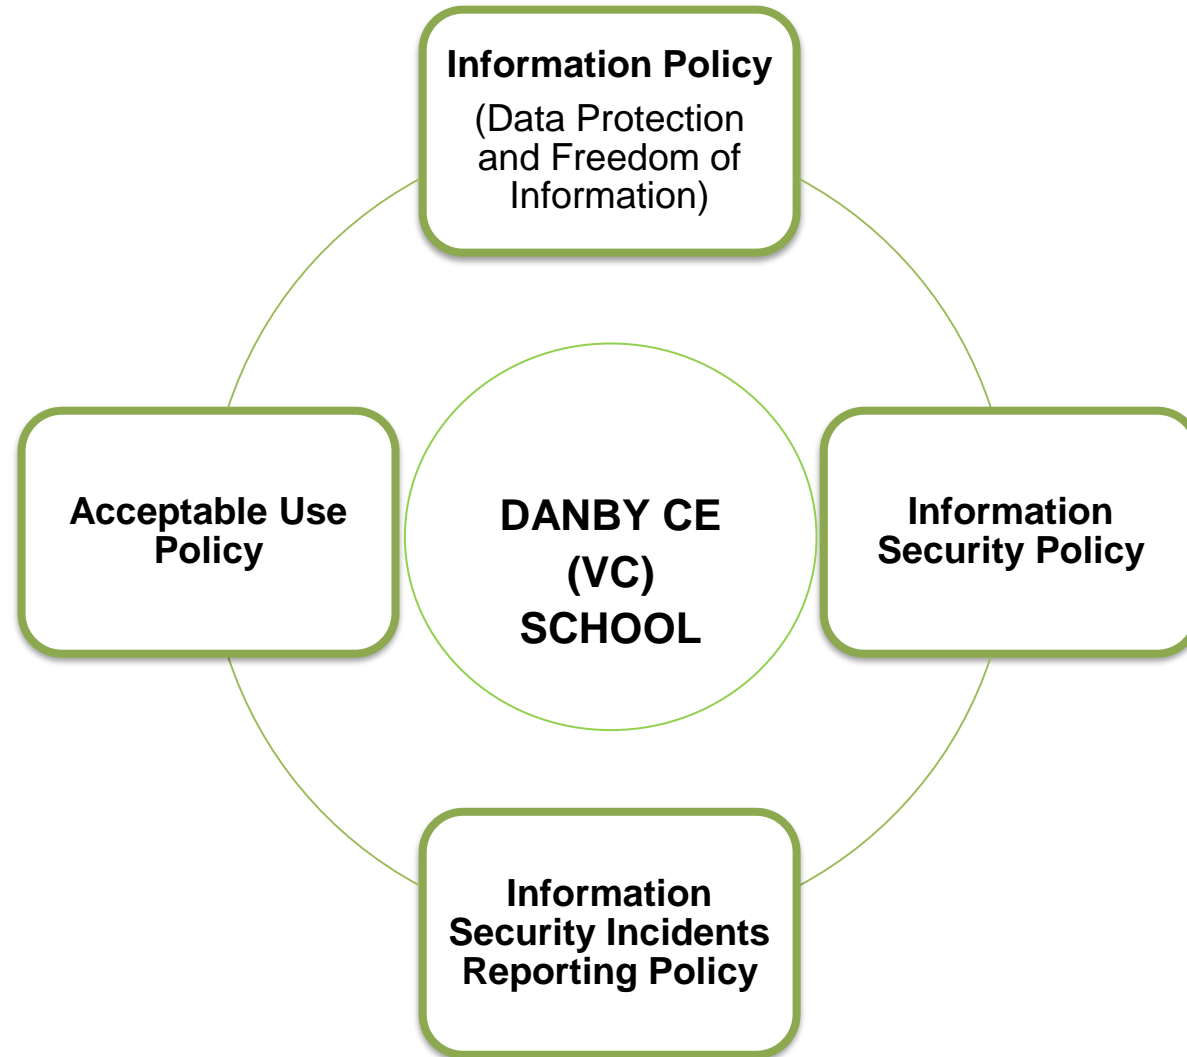 Information Policy
(Data Protection
and Freedom of
Information)
Acceptable Use
Policy
DANBY CE
(VC)
SCHOOL
Information
Security Policy
Information
Security Incidents
Reporting Policy